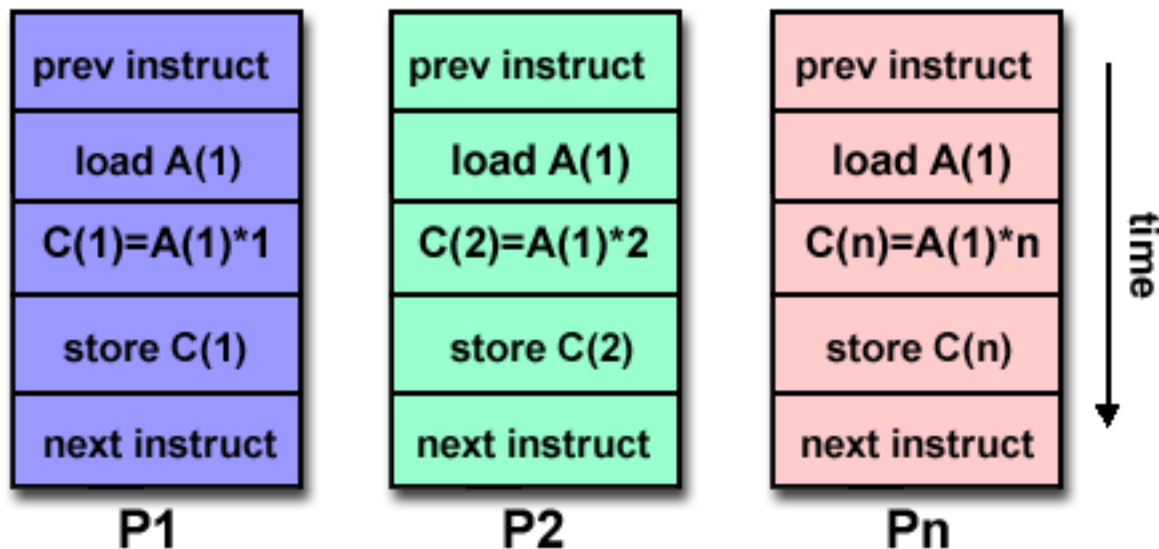 prev instruct
load A(1)
C(1)=A(1)*1
store C(1)
next instruct
P1
prev instruct
load A(1)
C(2)=A(1)*2
store C(2)
next instruct
P2
prev instruct
load A(1)
C(n)=A(1)*n
store C(n)
next instruct
Pn
time